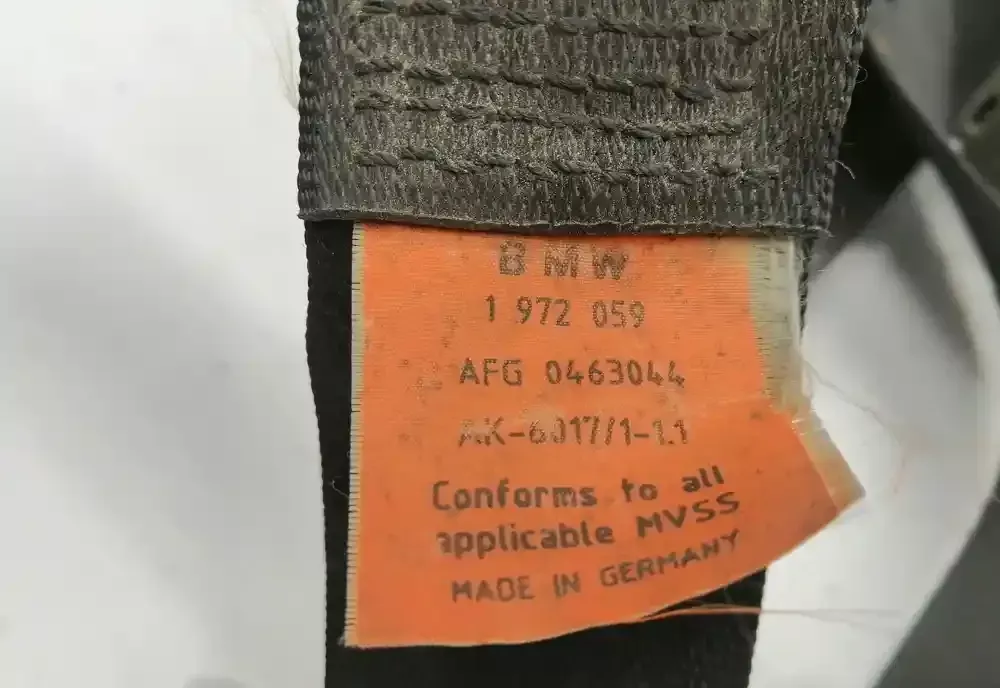 BMW
1 972 059
AFG 0463044
AK-6017/1-1.1
Conforms to all
applicable MVSS
MADE IN GERMANY